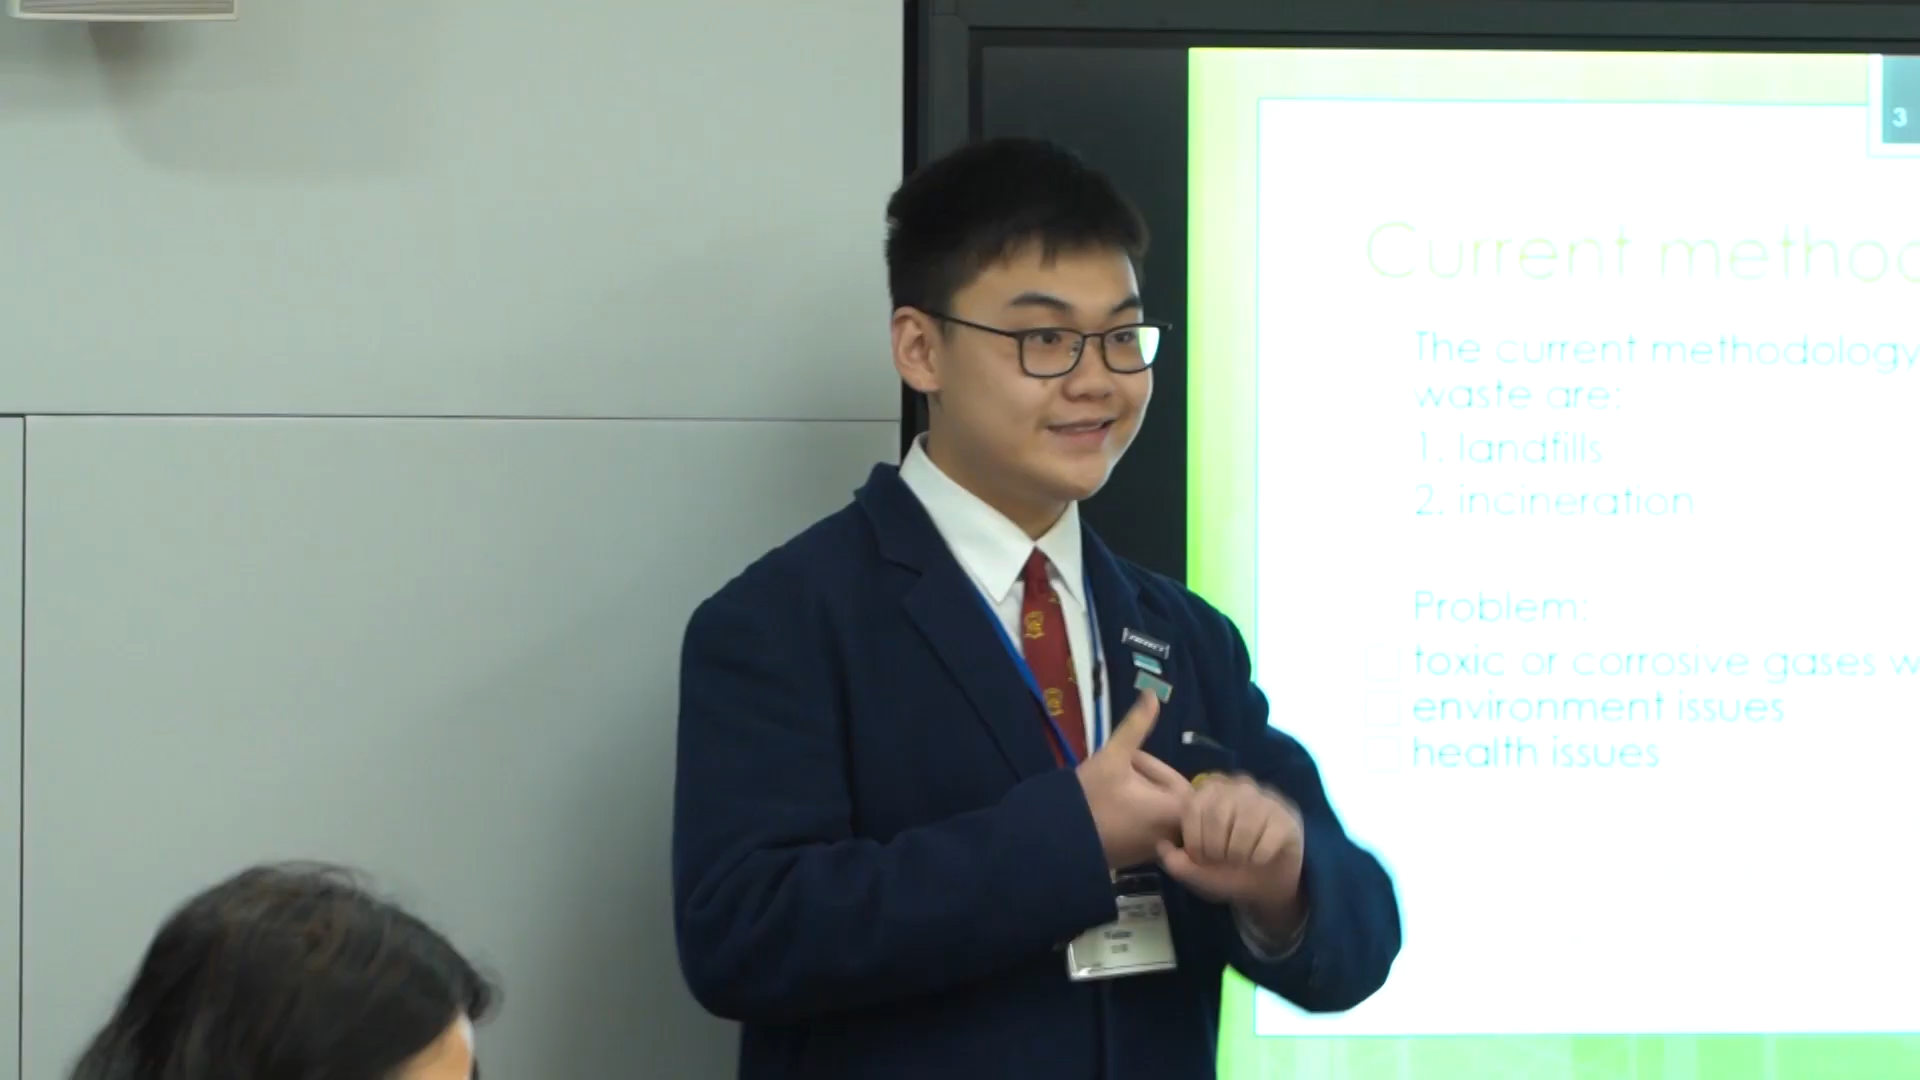 3
Current methodo
The current methodology
waste are:
1. landfills
2. incineration
Problem:
toxic or corrosive gases w
environment issues
health issues